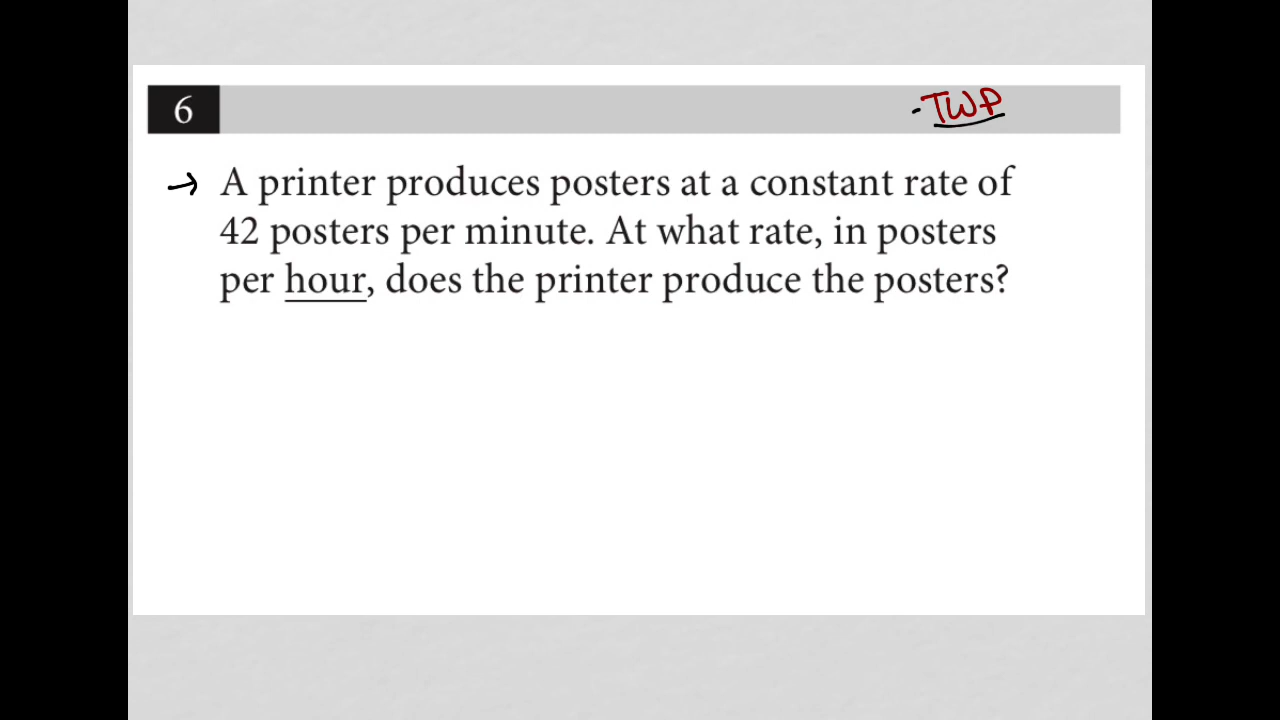 6
-TWP
→ A printer produces posters at a constant rate of
42 posters per minute. At what rate, in posters
per hour, does the printer produce the posters?